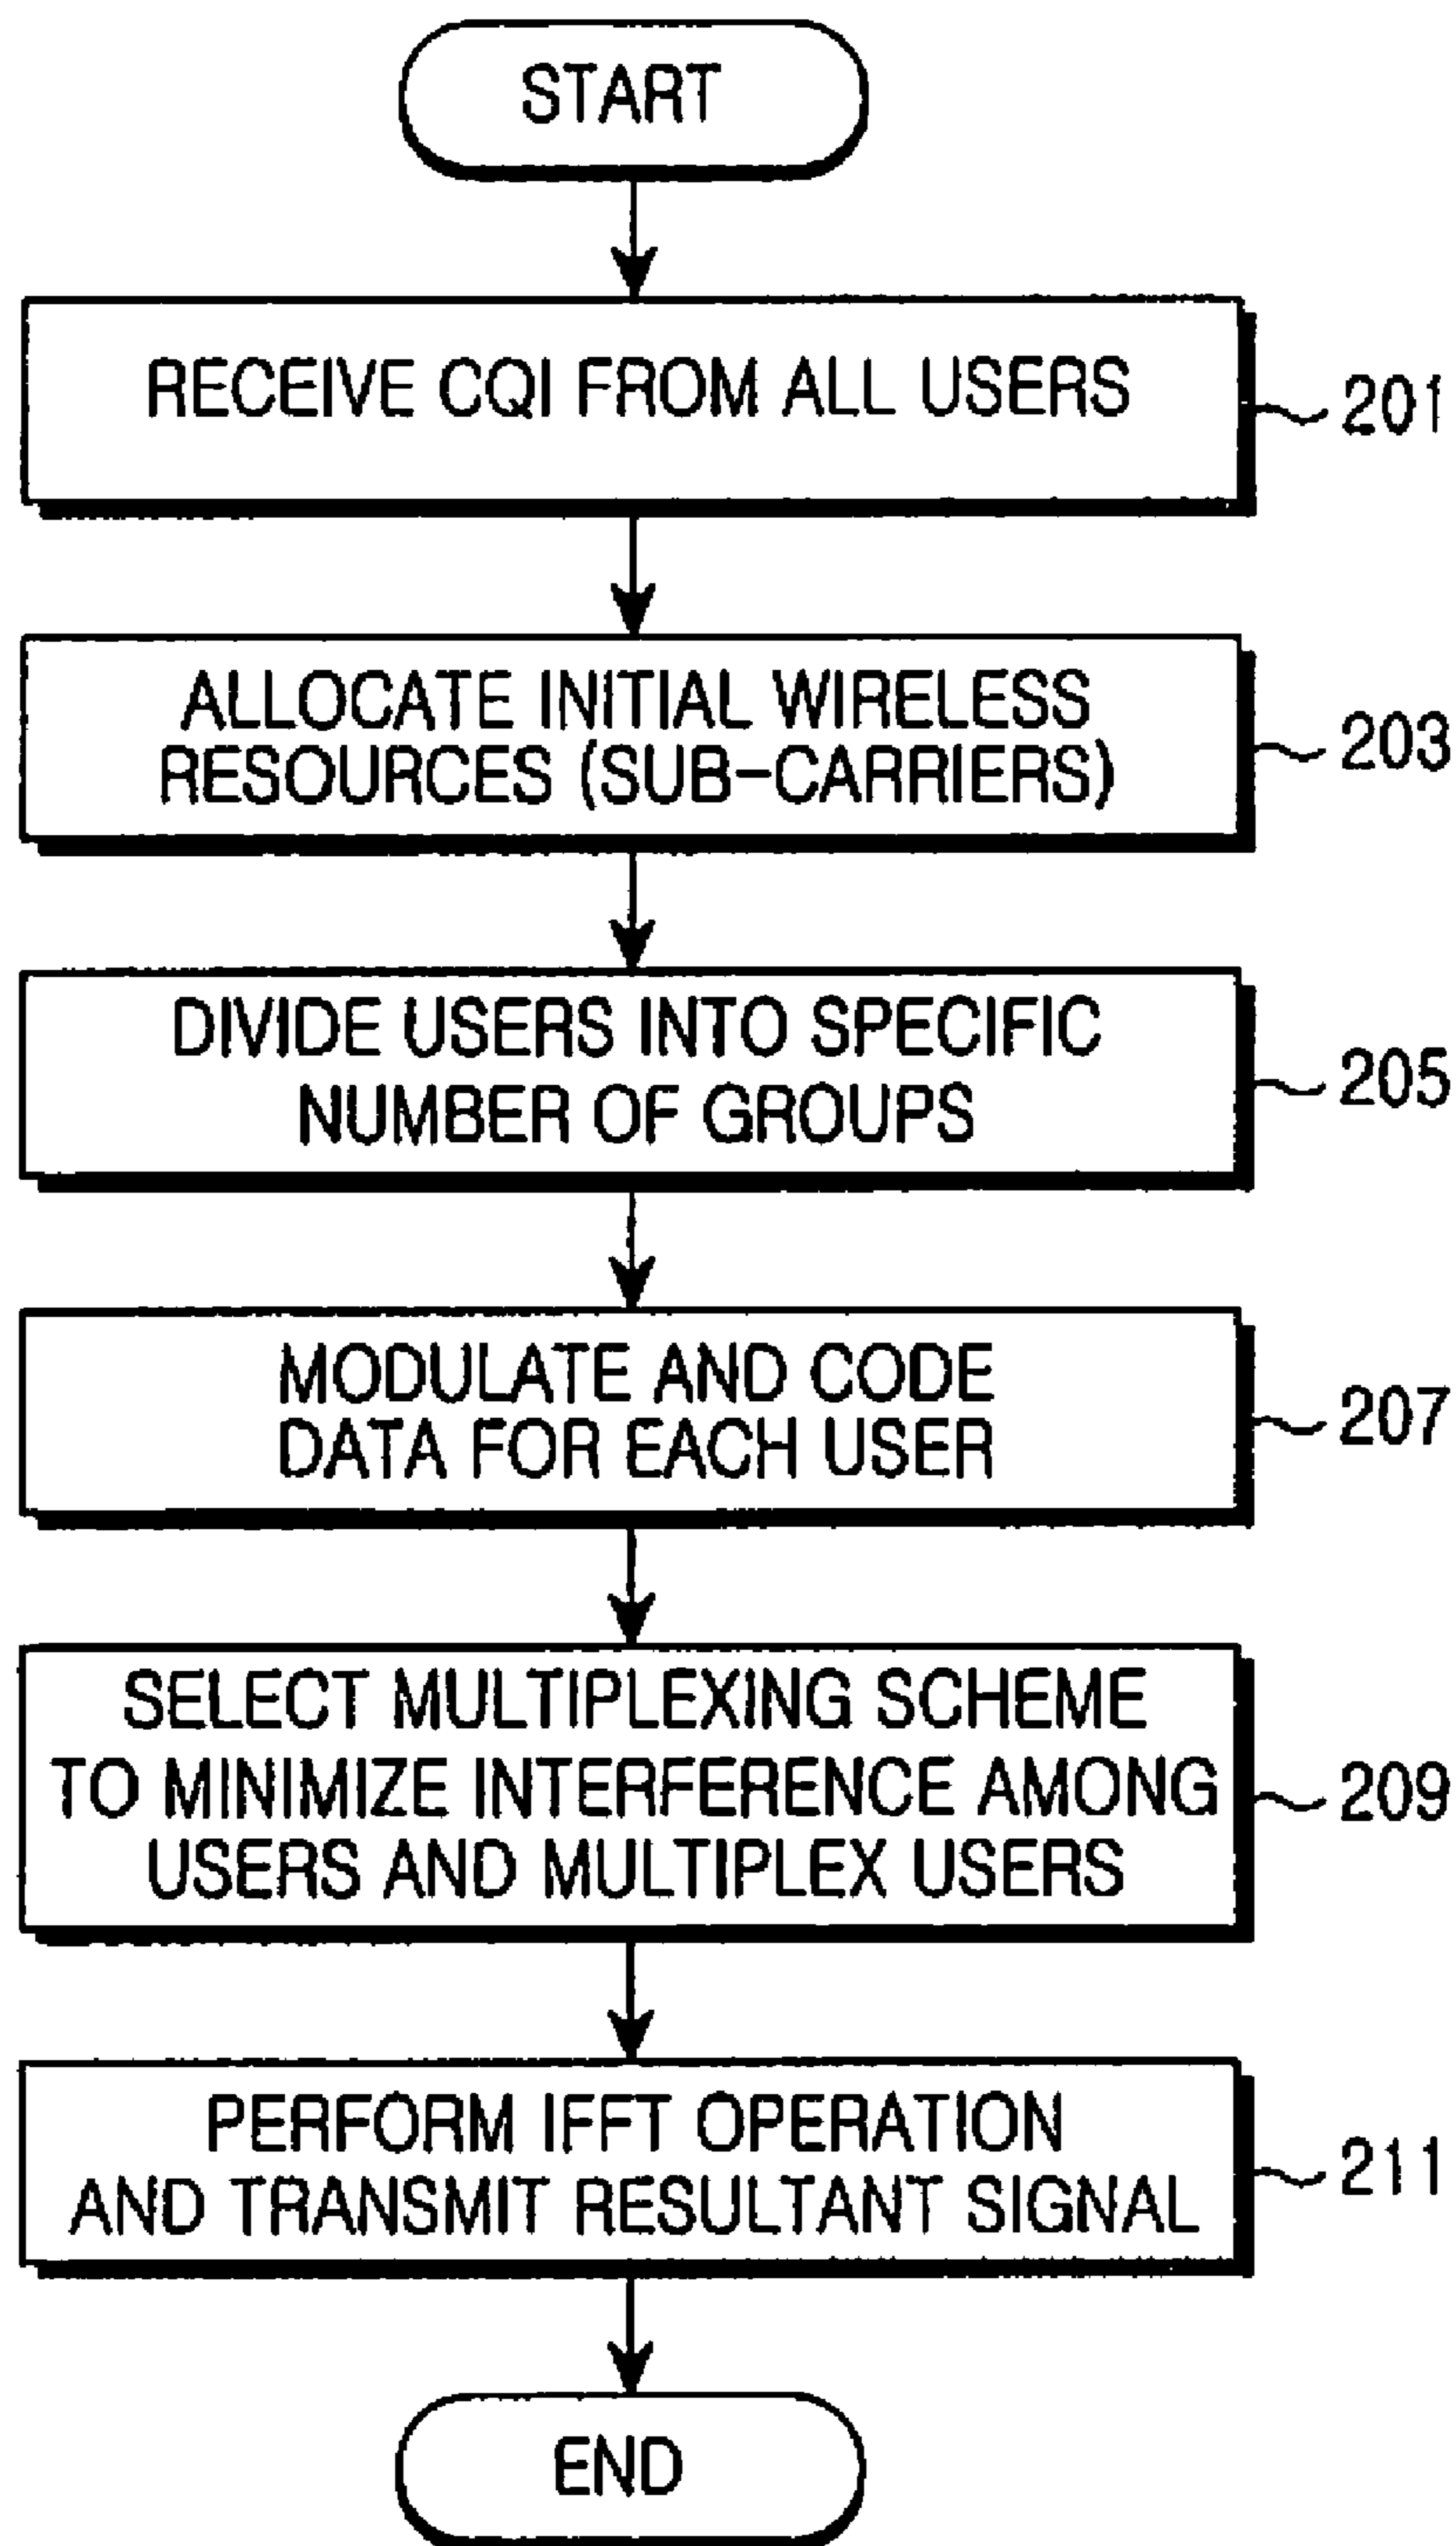 START
RECEIVE CQI FROM ALL USERS
201
ALLOCATE INITIAL WIRELESS
RESOURCES (SUB-CARRIERS)
203
DIVIDE USERS INTO SPECIFIC
NUMBER OF GROUPS
205
MODULATE AND CODE
DATA FOR EACH USER
207
SELECT MULTIPLEXING SCHEME
TO MINIMIZE INTERFERENCE AMONG
USERS AND MULTIPLEX USERS
209
PERFORM IFFT OPERATION
AND TRANSMIT RESULTANT SIGNAL
211
END